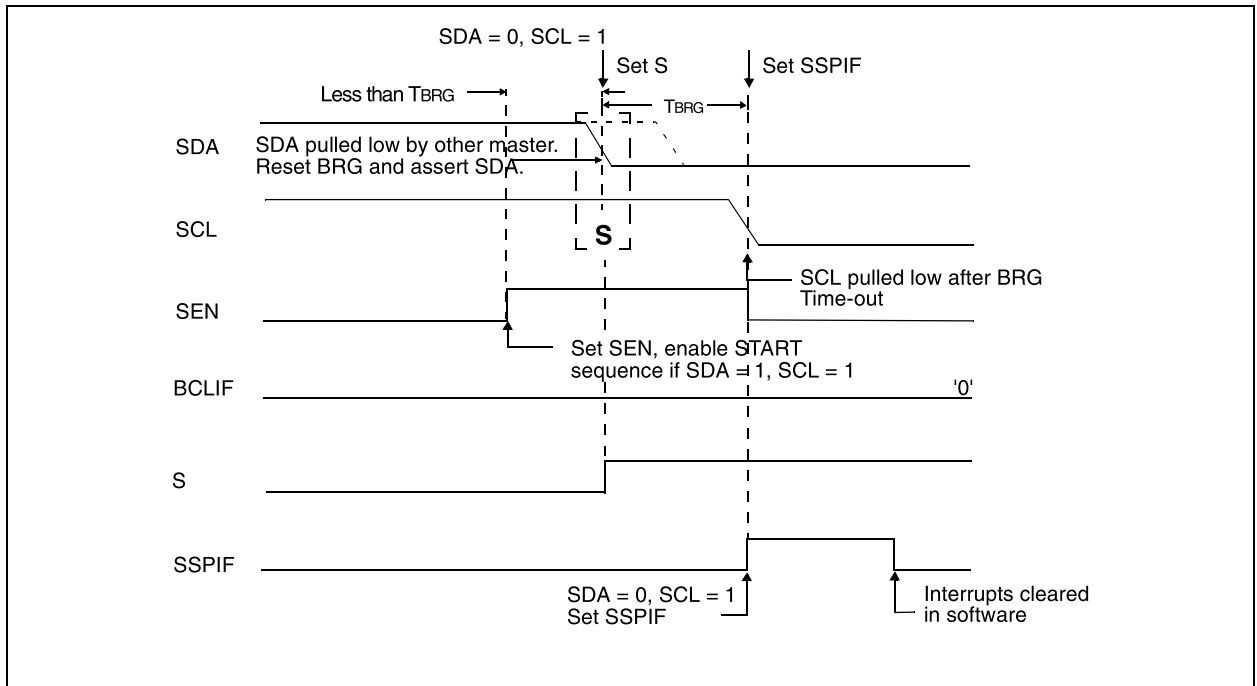 SDA = 0, SCL = 1
Set S
Set SSPIF
Less than TBRG
TBRG
SDA
SDA pulled low by other master.
Reset BRG and assert SDA.
SCL
S
SCL pulled low after BRG
Time-out
SEN
Set SEN, enable START
sequence if SDA = 1, SCL = 1
BCLIF
'0'
S
SSPIF
SDA = 0, SCL = 1
Set SSPIF
Interrupts cleared
in software